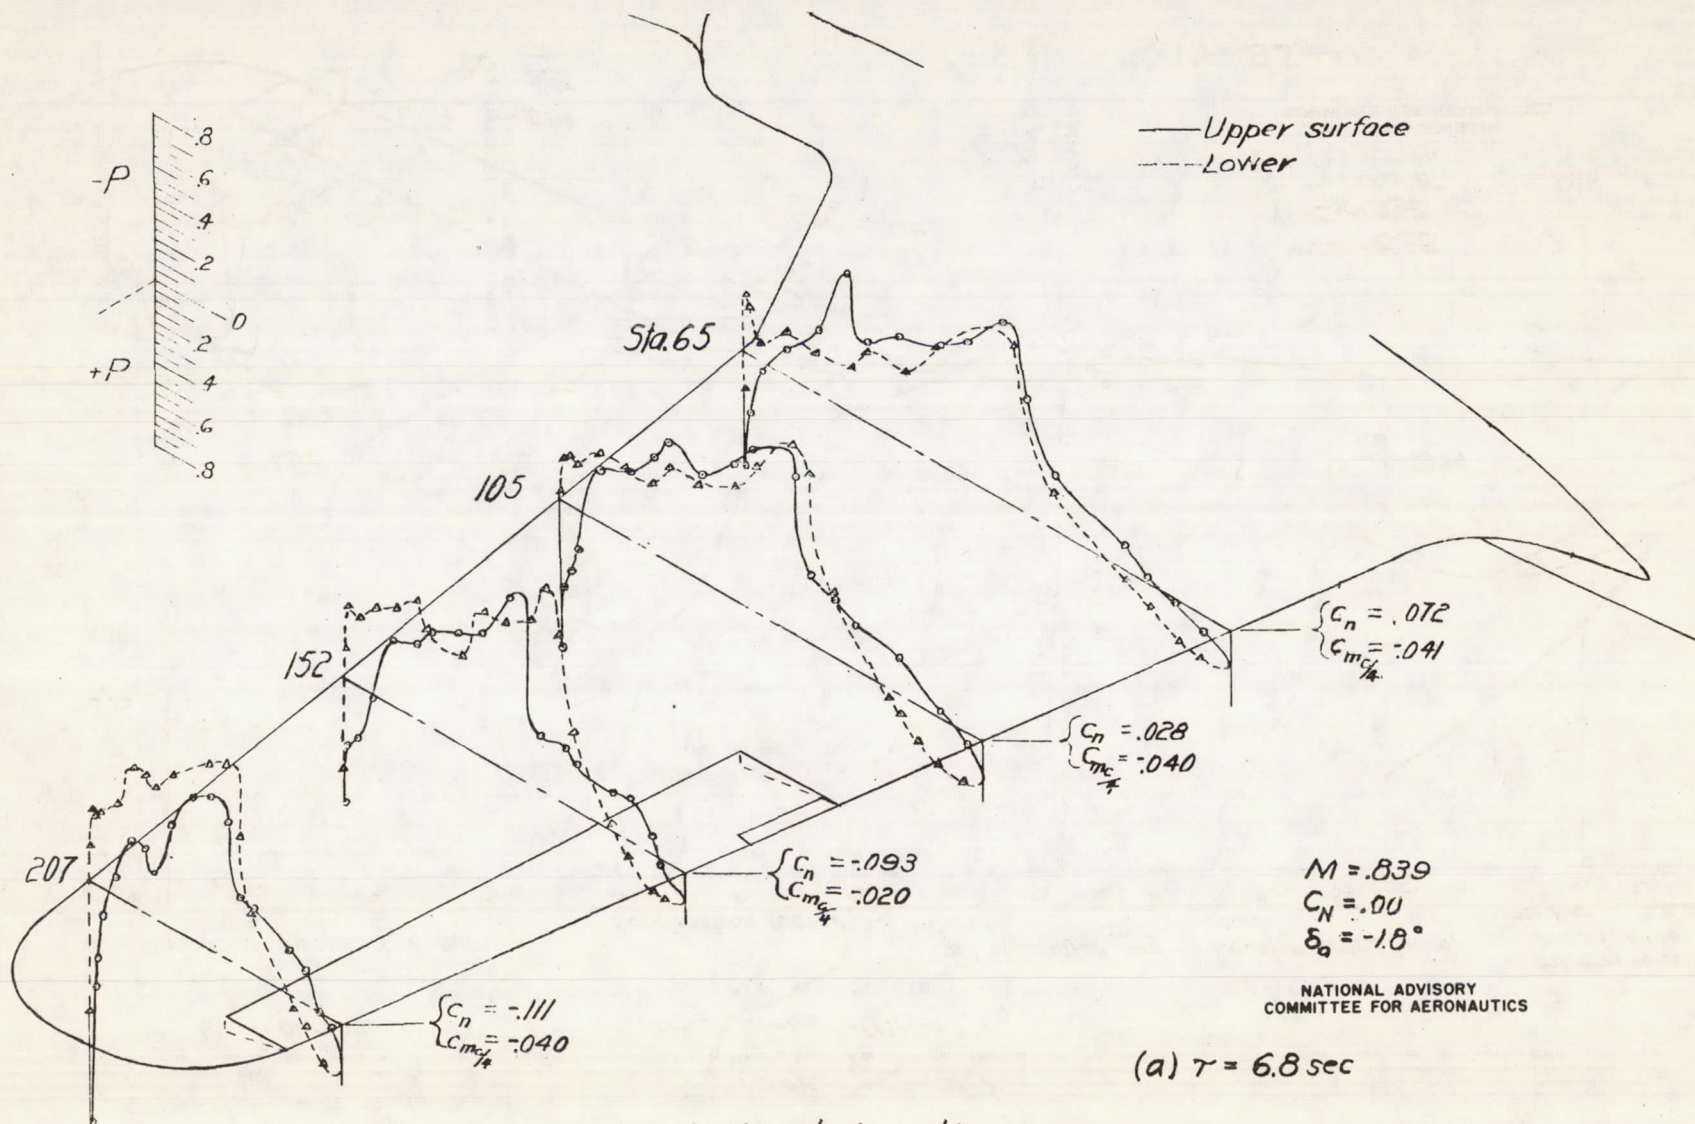 Upper surface
Lower
-P
.8
.6
.4
.2
0
+P
.2
.4
.6
.8
Sta. 65
105
152
207
Cn = .072
Cmc/4 = -.041
Cn = .028
Cmc/4 = -.040
Cn = -.093
Cmc/4 = -.020
Cn = -.111
Cmc/4 = -.040
M = .839
CN = .00
δa = -1.8°
NATIONAL ADVISORY
COMMITTEE FOR AERONAUTICS
(a) τ = 6.8 sec